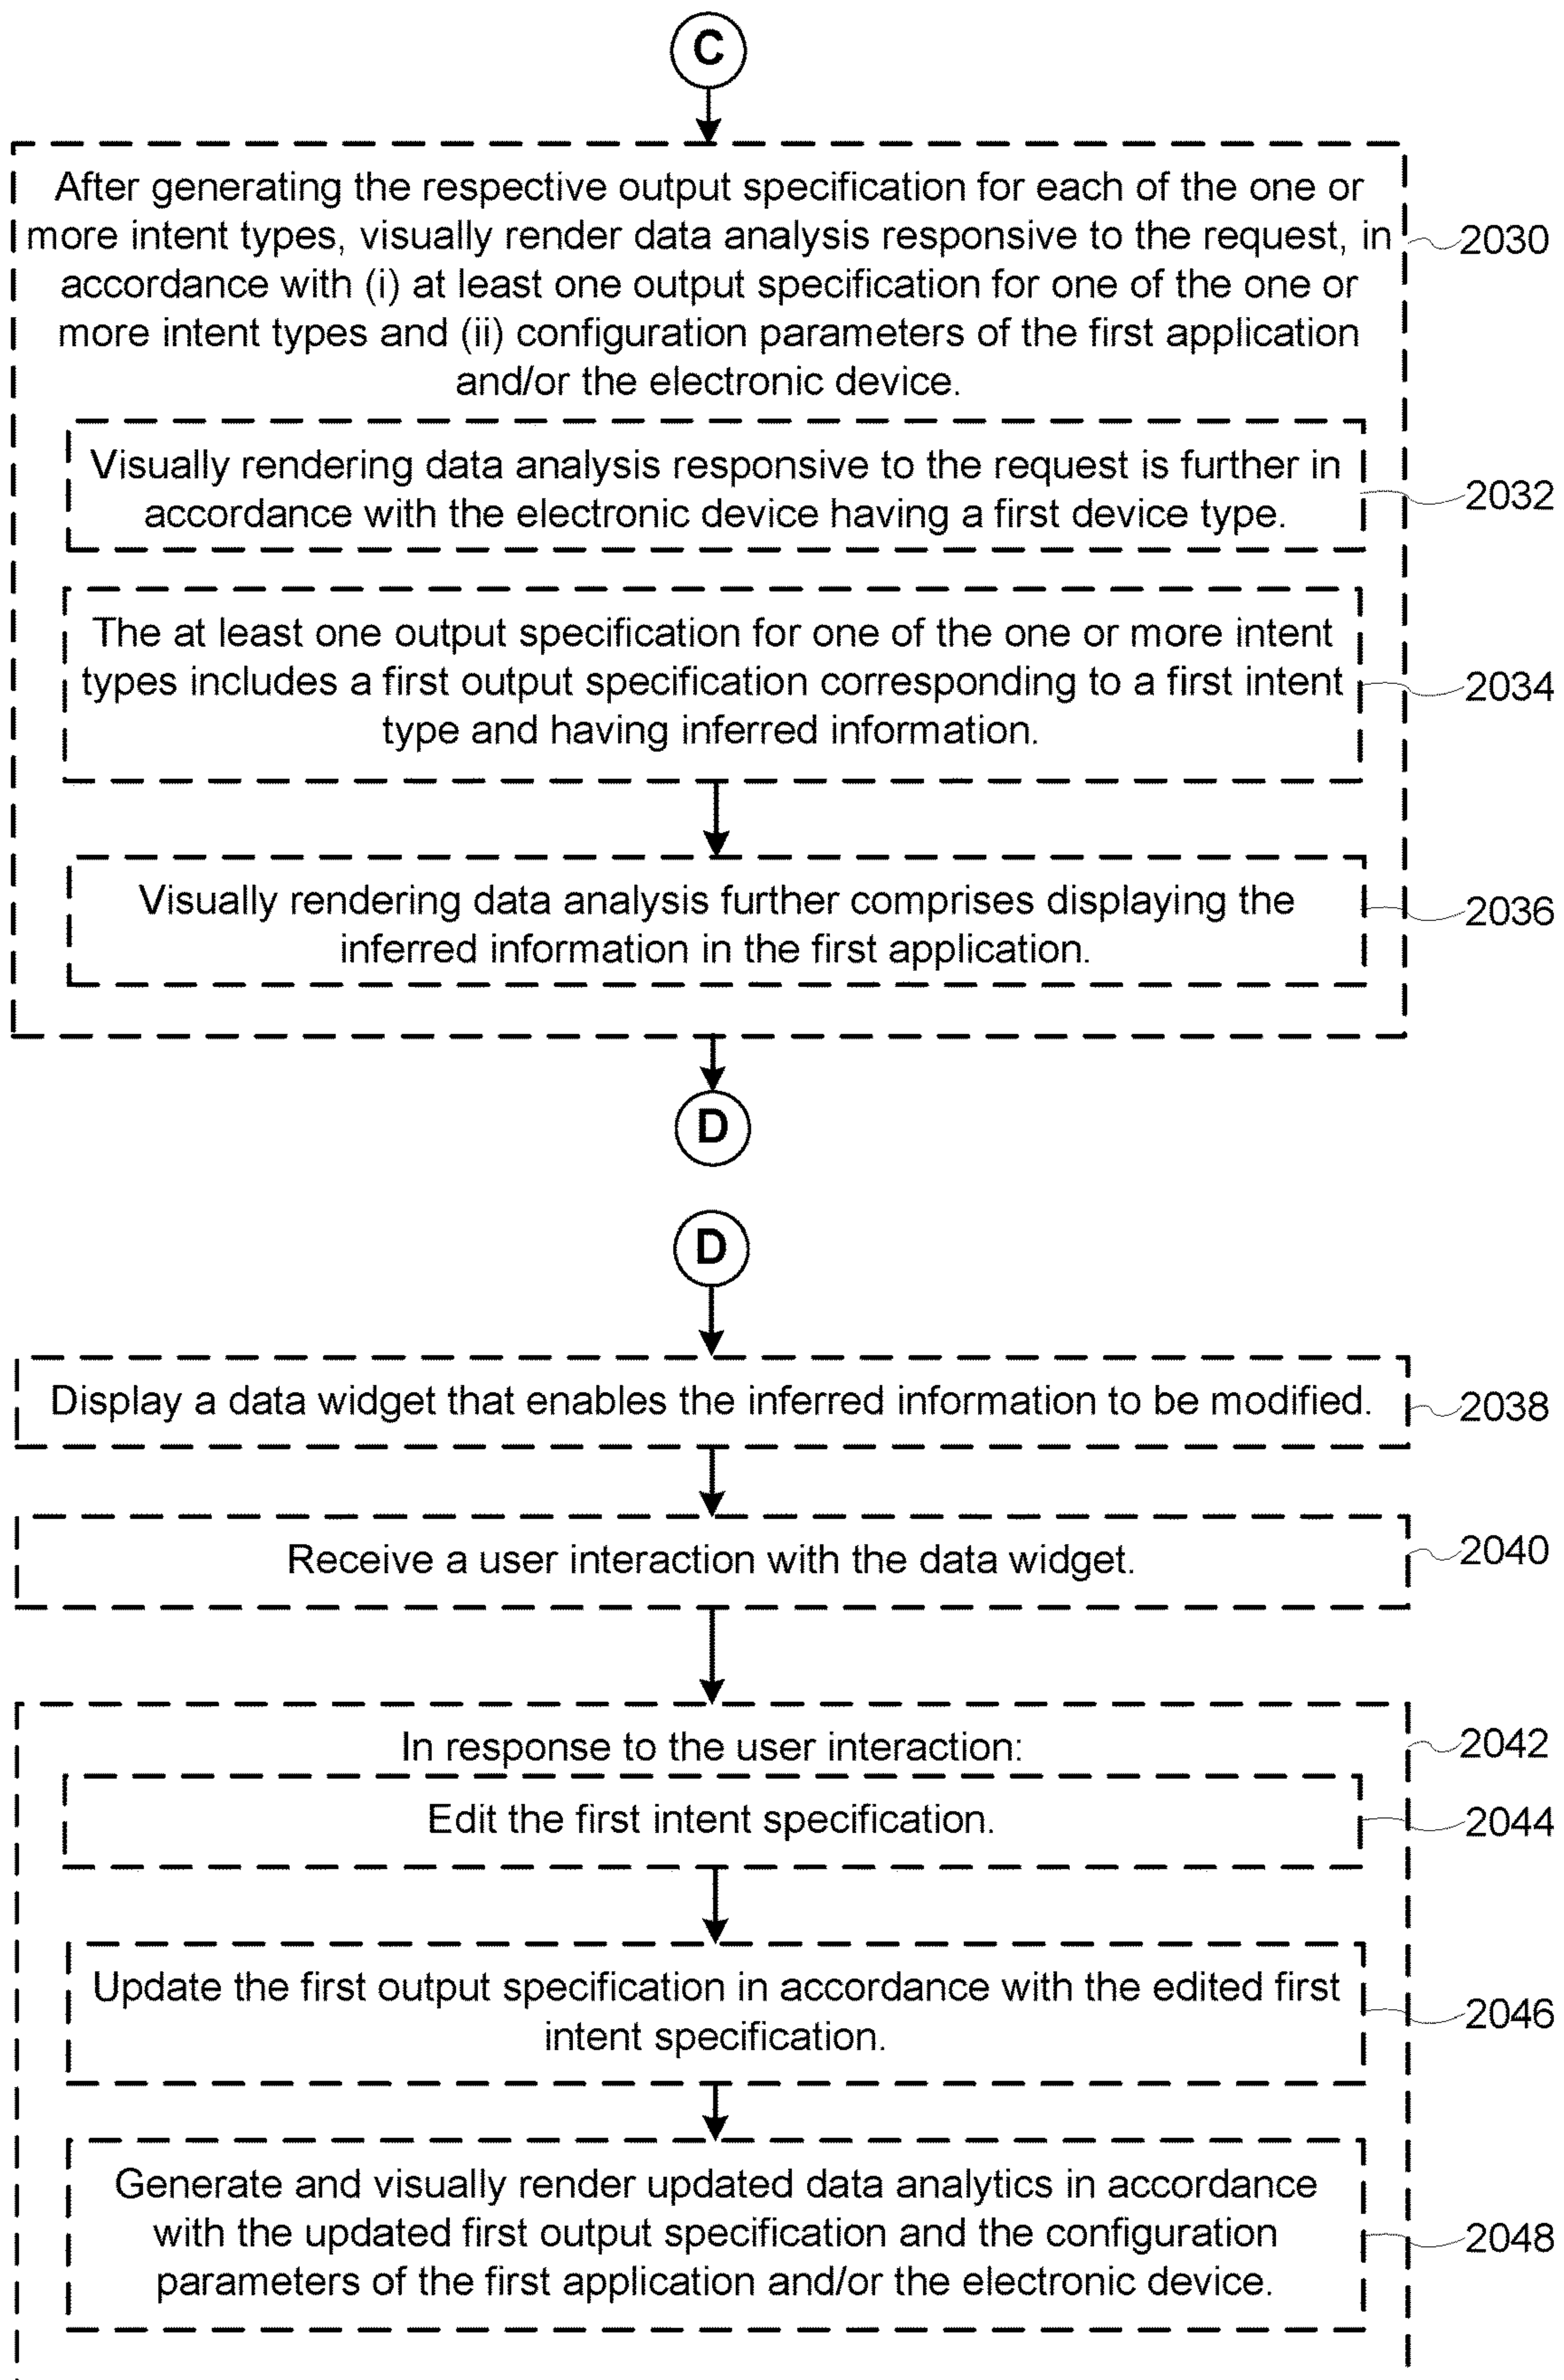 C
After generating the respective output specification for each of the one or
more intent types, visually render data analysis responsive to the request, in
accordance with (i) at least one output specification for one of the one or
more intent types and (ii) configuration parameters of the first application
and/or the electronic device.
2030
Visually rendering data analysis responsive to the request is further in
accordance with the electronic device having a first device type.
2032
The at least one output specification for one of the one or more intent
types includes a first output specification corresponding to a first intent
type and having inferred information.
2034
Visually rendering data analysis further comprises displaying the
inferred information in the first application.
2036
D
D
Display a data widget that enables the inferred information to be modified.
2038
Receive a user interaction with the data widget.
2040
In response to the user interaction:
2042
Edit the first intent specification.
2044
Update the first output specification in accordance with the edited first
intent specification.
2046
Generate and visually render updated data analytics in accordance
with the updated first output specification and the configuration
parameters of the first application and/or the electronic device.
2048